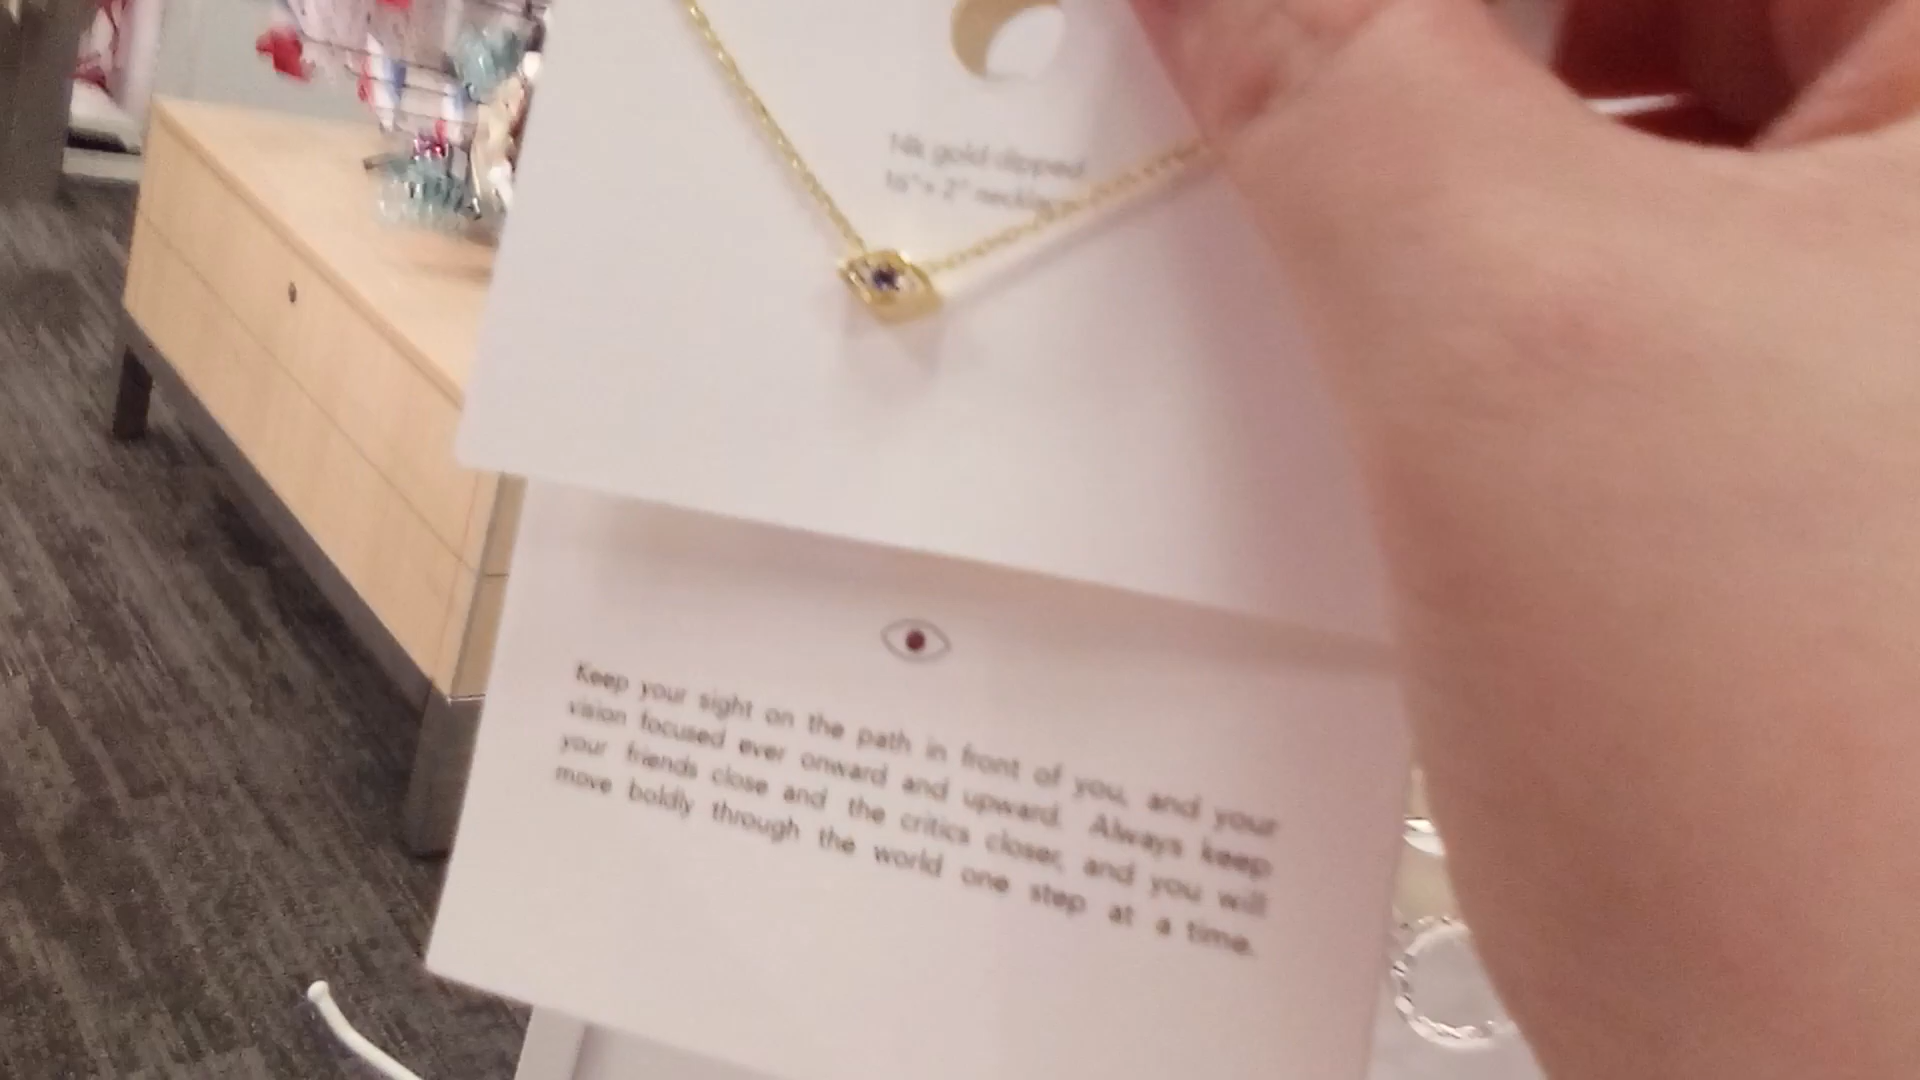 14k gold dipped
16"+ 2" necklace
Keep your sight on the path in front of you, and your
vision focused ever onward and upward. Always keep
your friends close and the critics closer, and you will
move boldly through the world one step at a time.